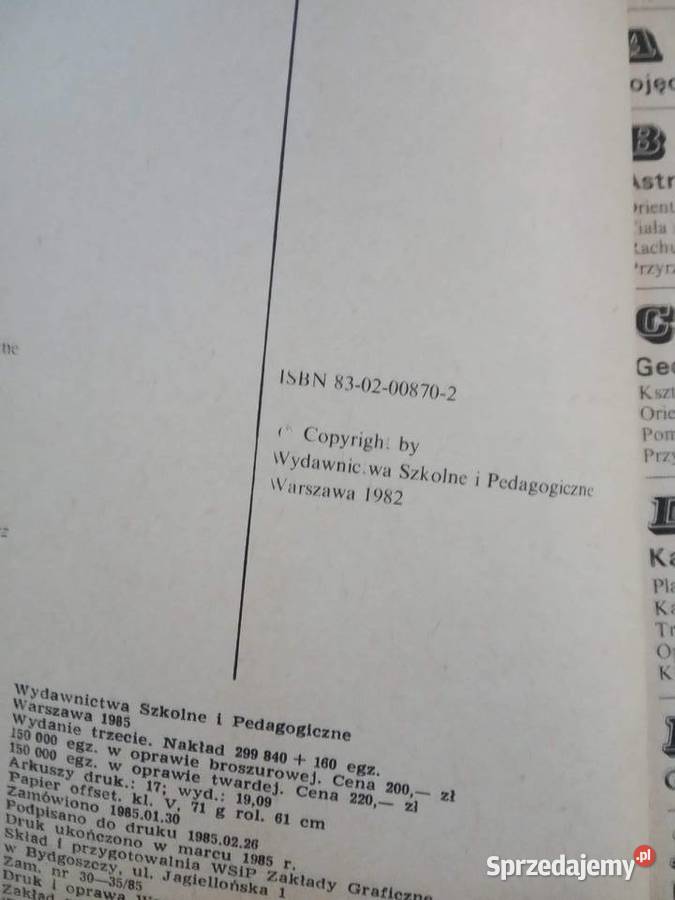 ISBN 83-02-00870-2
Copyright by
Wydawnictwa Szkolne i Pedagogiczne
Warszawa 1982
Wydawnictwa Szkolne i Pedagogiczne
Warszawa 1985
Wydanie trzecie. Nakład 299 840 + 160 egz.
150 000 egz. w oprawie broszurowej. Cena 200,— zł
150 000 egz. w oprawie twardej. Cena 220,— zł
Arkuszy druk.: 17; wyd.: 19,09
Papier offset. kl. V, 71 g rol. 61 cm
Zamówiono 1985.01.30
Podpisano do druku 1985.02.26
Druk ukończono w marcu 1985 r.
Skład i przygotowalnia WSiP Zakłady Graficzne
w Bydgoszczy, ul. Jagiellońska 1
Zam. nr 30—35/85
Druk i oprawa
A
B
C
Sprzedajemy.pl